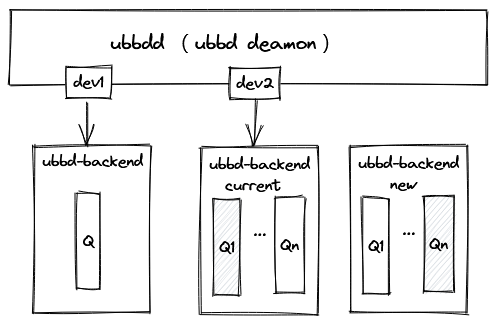 ubbdd ( ubbd deamon )
dev1
dev2
ubbd-backend
Q
ubbd-backend
current
Q1 ... Qn
ubbd-backend
new
Q1 ... Qn